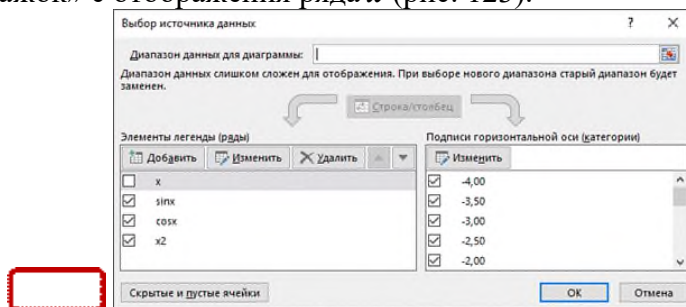 с отображения ряда x (рис. 123).
Выбор источника данных
? ×
Диапазон данных для диаграммы:
Диапазон данных слишком сложен для отображения. При выборе нового диапазона старый диапазон будет
заменен.
Строка/столбец
Элементы легенды (ряды)
Подписи горизонтальной оси (категории)
Добавить Изменить Удалить
Изменить
x
-4,00
sinx
-3,50
cosx
-3,00
x2
-2,50
-2,00
Скрытые и пустые ячейки
OK
Отмена